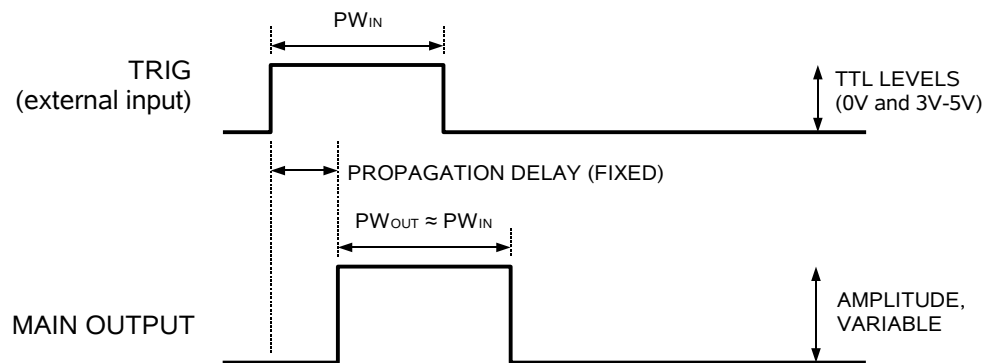 PWIN
TRIG
(external input)
TTL LEVELS
(0V and 3V-5V)
PROPAGATION DELAY (FIXED)
PWOUT ≈ PWIN
MAIN OUTPUT
AMPLITUDE,
VARIABLE